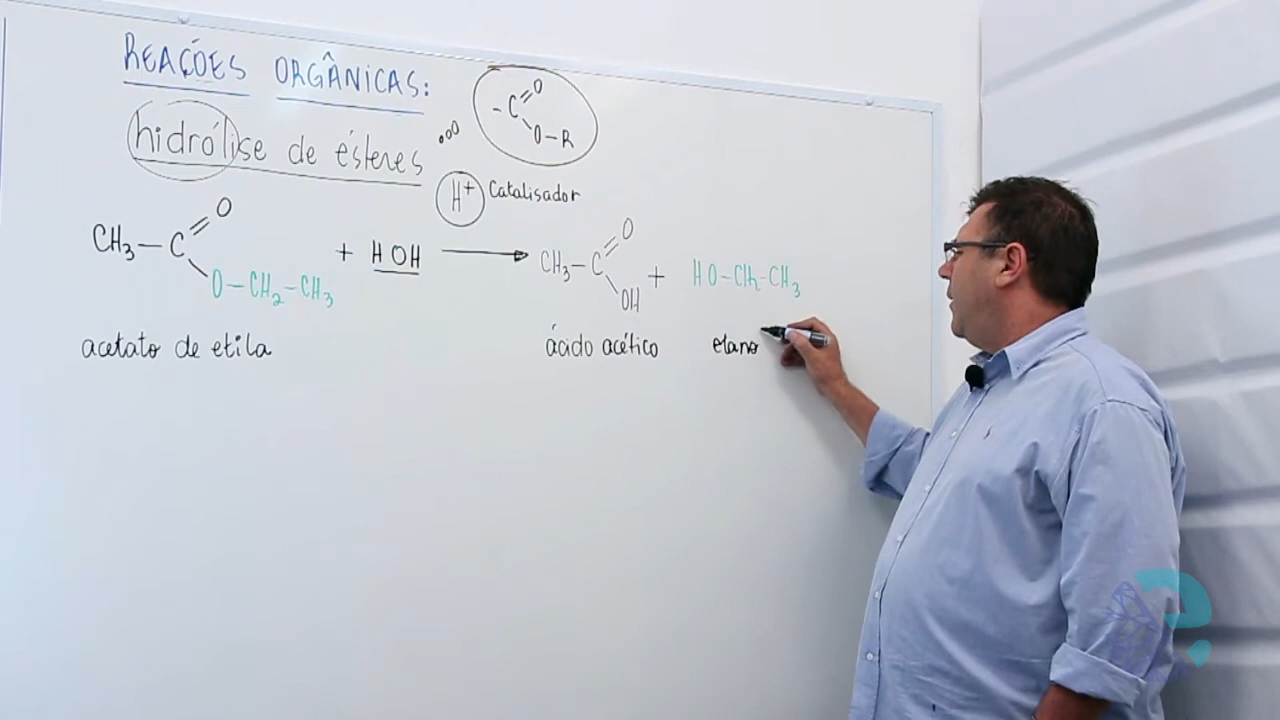 REAÇÕES ORGÂNICAS:
hidrólise de ésteres
-C=O
O-R
H+ Catalisador
CH3-C=O
O-CH2-CH3
+ HOH
CH3-C=O
OH
+ HO-CH2-CH3
acetato de etila
ácido acético
etano